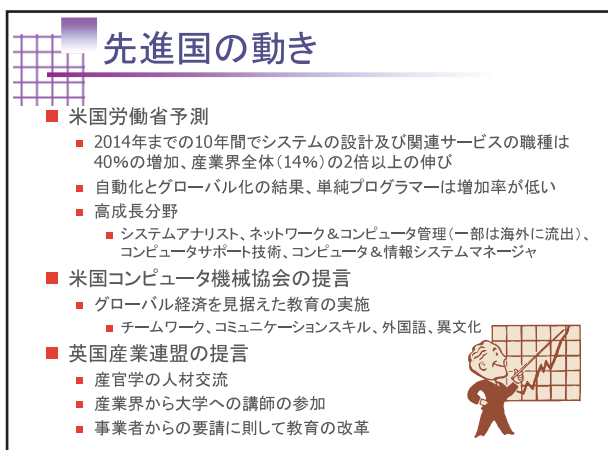 先進国の動き
米国労働省予測
2014年までの10年間でシステムの設計及び関連サービスの職種は
40%の増加、産業界全体(14%)の2倍以上の伸び
自動化とグローバル化の結果、単純プログラマーは増加率が低い
高成長分野
システムアナリスト、ネットワーク&コンピュータ管理(一部は海外に流出)、
コンピュータサポート技術、コンピュータ&情報システムマネージャ
米国コンピュータ機械協会の提言
グローバル経済を見据えた教育の実施
チームワーク、コミュニケーションスキル、外国語、異文化
英国産業連盟の提言
産官学の人材交流
産業界から大学への講師の参加
事業者からの要請に則して教育の改革